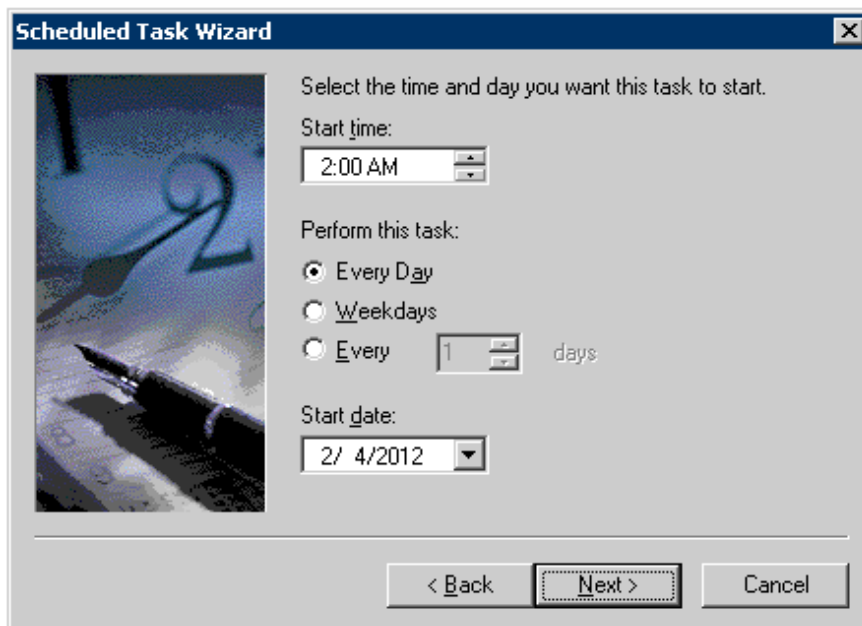 Scheduled Task Wizard
Select the time and day you want this task to start.
Start time:
2:00 AM
Perform this task:
Every Day
Weekdays
Every 1 days
Start date:
2/ 4/2012
< Back Next > Cancel
2